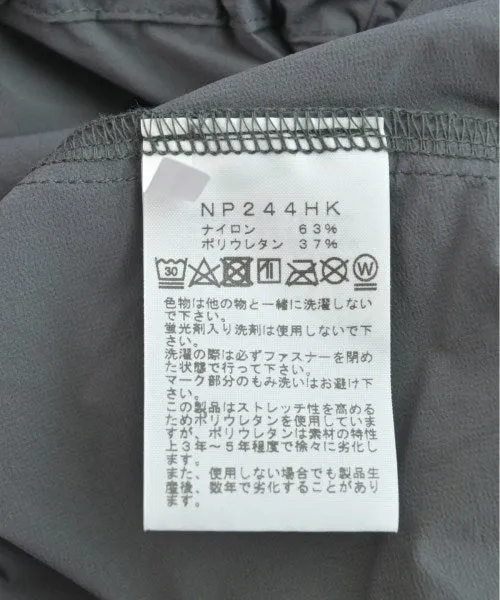 NP244HK
ナイロン 63%
ポリウレタン 37%
30
W
色物は他の物と一緒に洗濯しない
で下さい。
蛍光剤入り洗剤は使用しないで下
さい。
洗濯の際は必ずファスナーを閉め
た状態で行って下さい。
マーク部分のもみ洗いはお避け下
さい。
この製品はストレッチ性を高める
ためポリウレタンを使用していま
すが、ポリウレタンは素材の特性
上3年～5年程度で徐々に劣化し
ます。
また、使用しない場合でも製品生
産後、数年で劣化することがあり
ます。